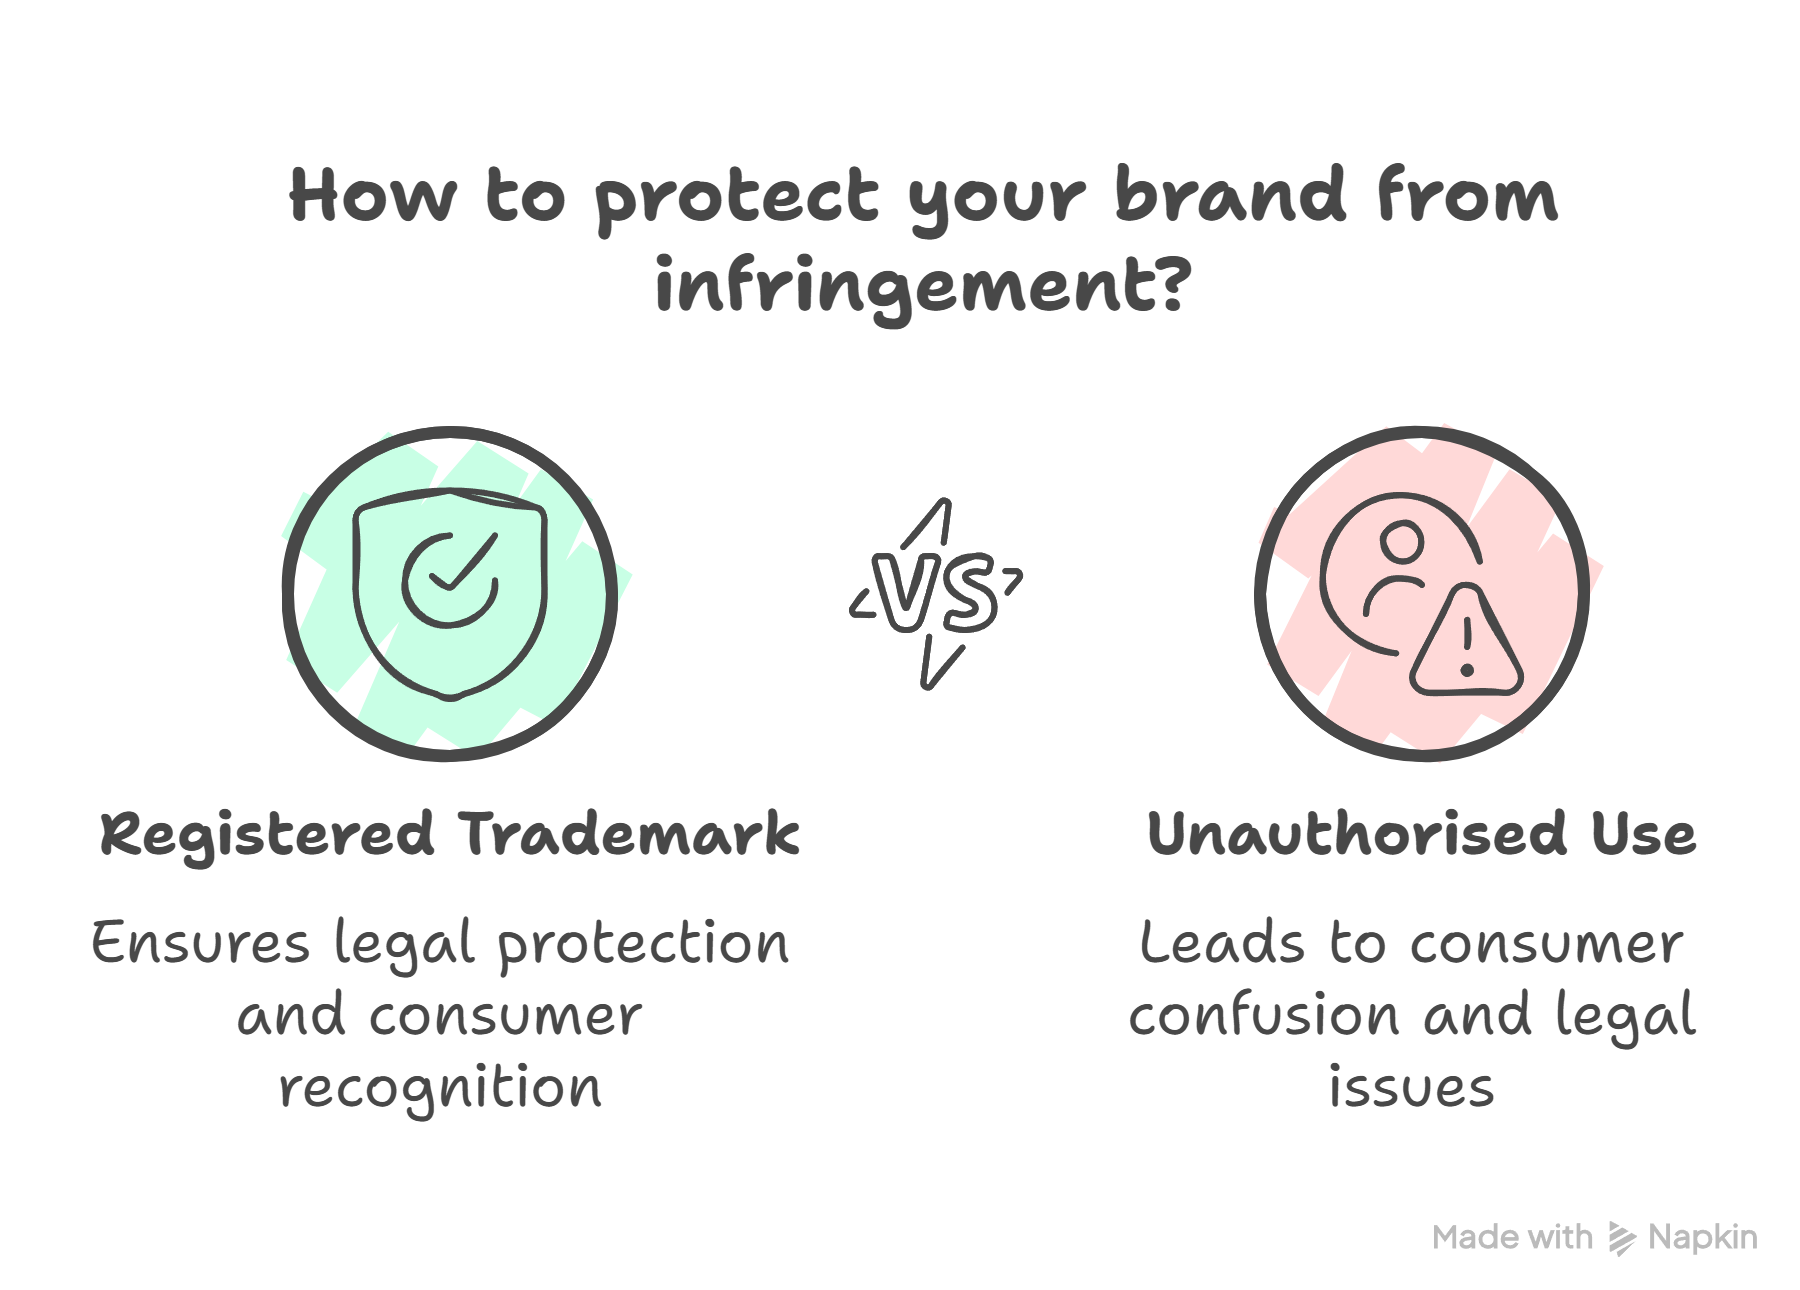 How to protect your brand from
infringement?
VS
Registered Trademark
Ensures legal protection
and consumer
recognition
Unauthorised Use
Leads to consumer
confusion and legal
issues
Made with Napkin